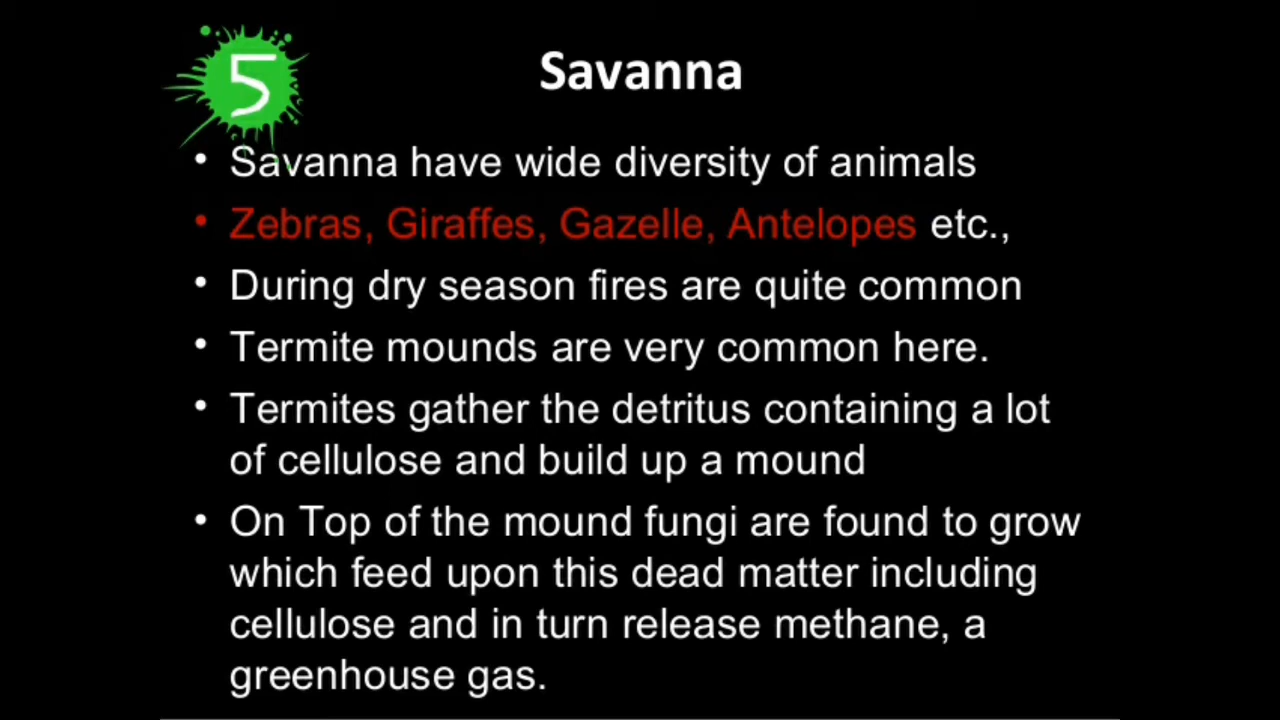 5
Savanna
• Savanna have wide diversity of animals
• Zebras, Giraffes, Gazelle, Antelopes etc.,
• During dry season fires are quite common
• Termite mounds are very common here.
• Termites gather the detritus containing a lot
of cellulose and build up a mound
• On Top of the mound fungi are found to grow
which feed upon this dead matter including
cellulose and in turn release methane, a
greenhouse gas.